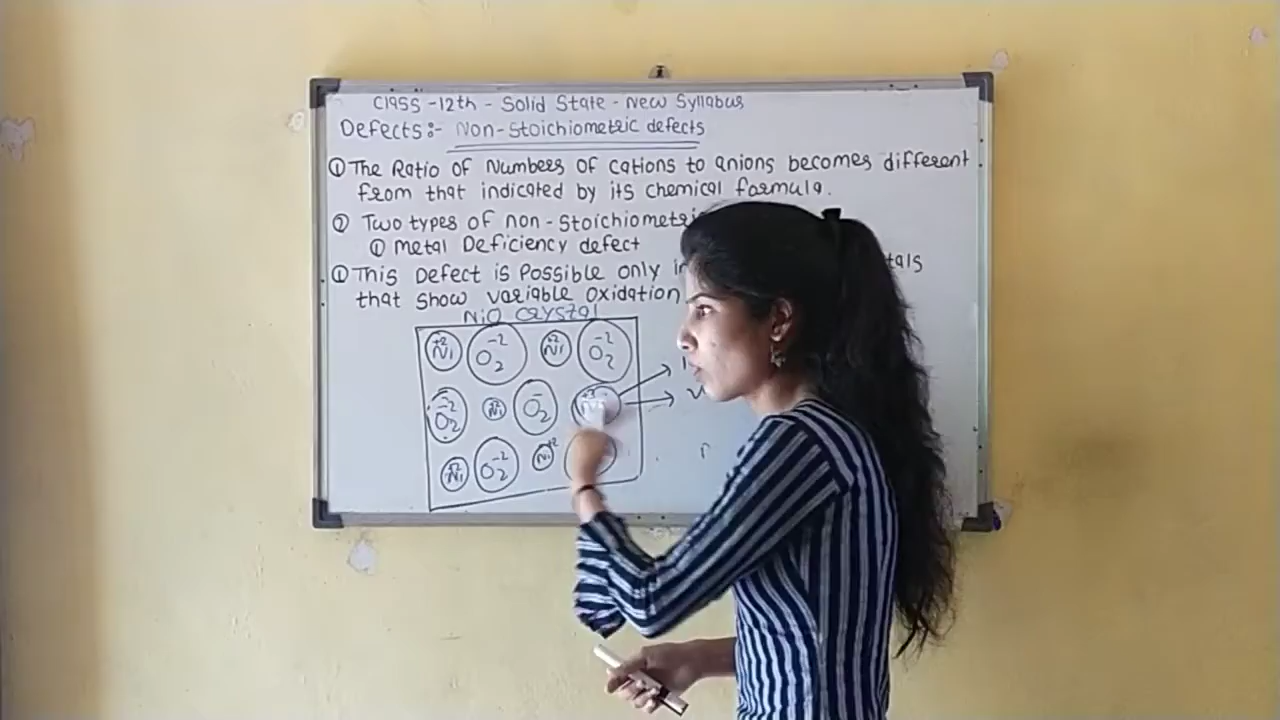 Class -12th - Solid State - New Syllabus
Defects:- Non-Stoichiometric defects
① The Ratio of Numbers of cations to anions becomes different
from that indicated by its chemical formula.
② Two types of non-Stoichiometric
① Metal Deficiency defect
① This Defect is Possible only in tals
that show variable oxidation
NiO Crystal
Ni+2 O2-2 Ni+2 O2-2
O2-2 Ni+2 O2-
Ni+2 O2-2 Ni+2